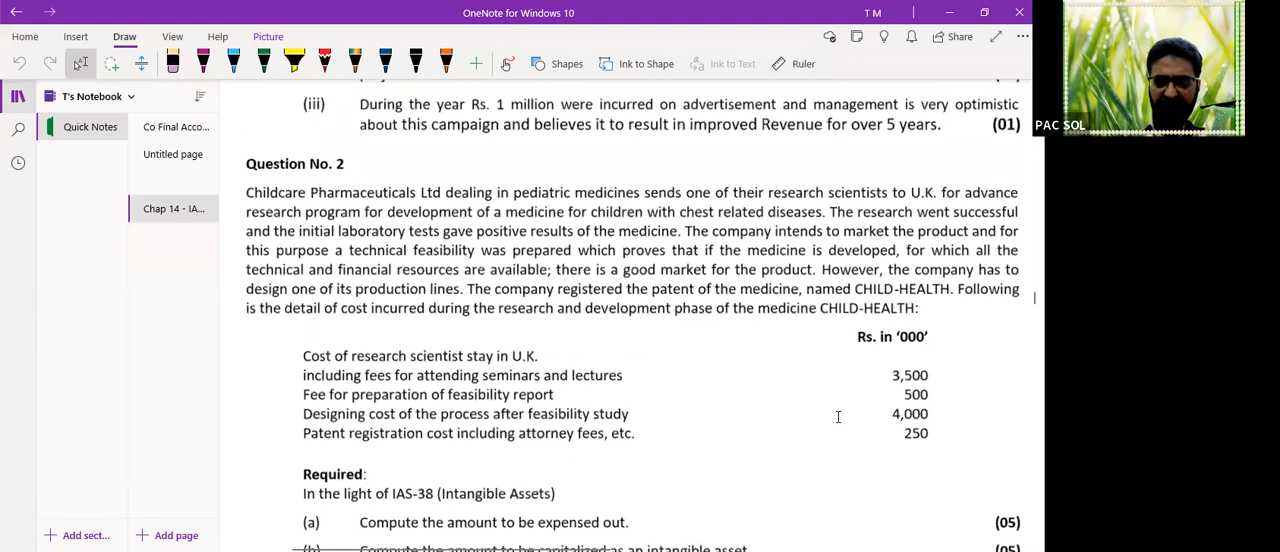 OneNote for Windows 10
T M
Home Insert Draw View Help Picture
Share
Shapes Ink to Shape Ink to Text Ruler
T's Notebook
Quick Notes
Co Final Acco...
Untitled page
Chap 14 - IA...
Add sect...
Add page
PAC SOL
(iii) During the year Rs. 1 million were incurred on advertisement and management is very optimistic
about this campaign and believes it to result in improved Revenue for over 5 years. (01)
Question No. 2
Childcare Pharmaceuticals Ltd dealing in pediatric medicines sends one of their research scientists to U.K. for advance
research program for development of a medicine for children with chest related diseases. The research went successful
and the initial laboratory tests gave positive results of the medicine. The company intends to market the product and for
this purpose a technical feasibility was prepared which proves that if the medicine is developed, for which all the
technical and financial resources are available; there is a good market for the product. However, the company has to
design one of its production lines. The company registered the patent of the medicine, named CHILD-HEALTH. Following
is the detail of cost incurred during the research and development phase of the medicine CHILD-HEALTH:
Rs. in ‘000’
Cost of research scientist stay in U.K.
including fees for attending seminars and lectures 3,500
Fee for preparation of feasibility report 500
Designing cost of the process after feasibility study 4,000
Patent registration cost including attorney fees, etc. 250
Required:
In the light of IAS-38 (Intangible Assets)
(a) Compute the amount to be expensed out. (05)
(b) Compute the amount to be capitalized as an intangible asset (05)